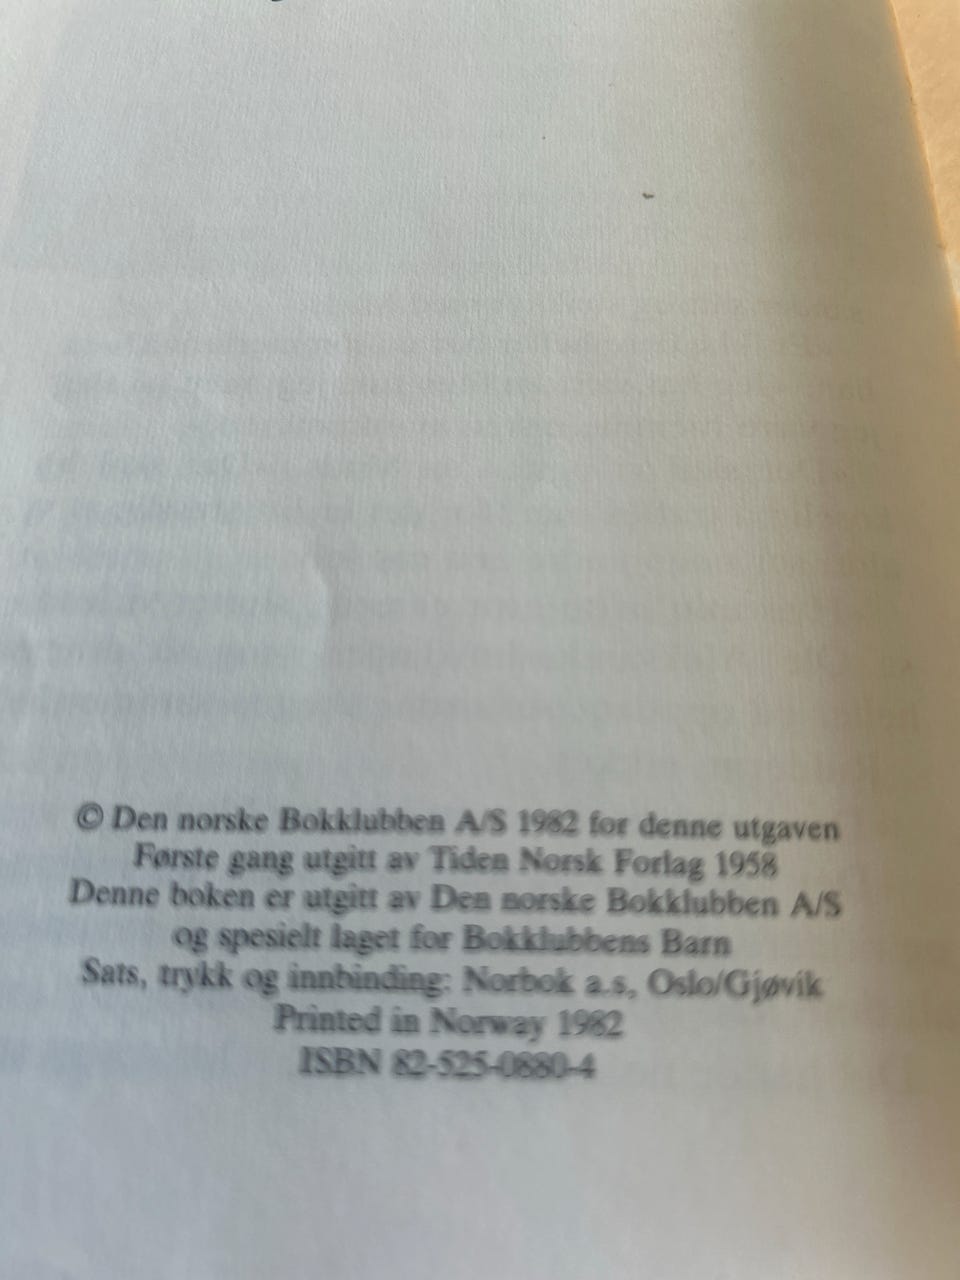 © Den norske Bokklubben A/S 1982 for denne utgaven
Første gang utgitt av Tiden Norsk Forlag 1958
Denne boken er utgitt av Den norske Bokklubben A/S
og spesielt laget for Bokklubbens Barn
Sats, trykk og innbinding: Norbok a.s, Oslo/Gjøvik
Printed in Norway 1982
ISBN 82-525-0880-4